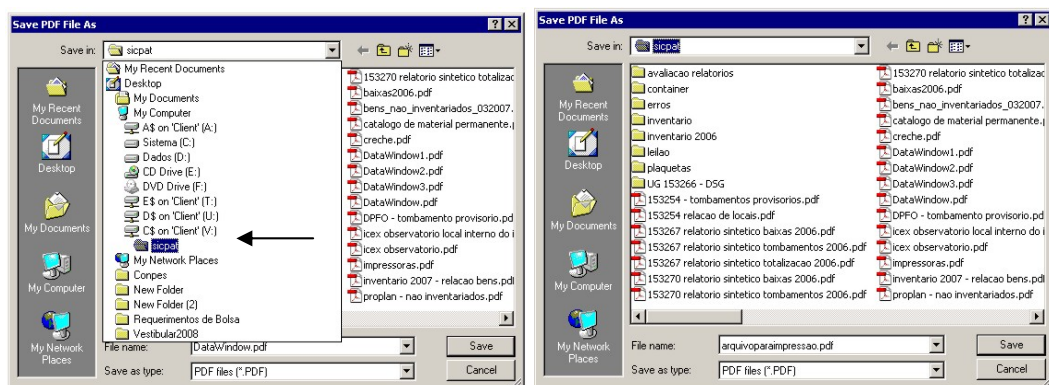 Save PDF File As
Save in:
sicpat
My Recent Documents
Desktop
My Documents
My Computer
A$ on 'Client' (A:)
Sistema (C:)
Dados (D:)
CD Drive (E:)
DVD Drive (F:)
E$ on 'Client' (T:)
D$ on 'Client' (U:)
C$ on 'Client' (V:)
sicpat
My Network Places
Conpes
New Folder
New Folder (2)
Requerimentos de Bolsa
Vestibular2008
My Recent
Documents
Desktop
My Documents
My Computer
My Network
Places
153270 relatorio sintetico totalizac
baixas2006.pdf
bens_nao_inventariados_032007.
catalogo de material permanente.p
creche.pdf
DataWindow1.pdf
DataWindow2.pdf
DataWindow3.pdf
DataWindow.pdf
DPFO - tombamento provisorio.pd
icex observatorio local interno do i
icex observatorio.pdf
impressoras.pdf
inventario 2007 - relacao bens.pdf
proplan - nao inventariados.pdf
File name:
DataWindow.pdf
Save
Save as type:
PDF files (*.PDF)
Cancel
Save PDF File As
Save in:
sicpat
My Recent
Documents
Desktop
My Documents
My Computer
My Network
Places
avaliacao relatorios
container
erros
inventario
inventario 2006
leilao
plaquetas
UG 153266 - DSG
153254 - tombamentos provisorios.pdf
153254 relacao de locais.pdf
153267 relatorio sintetico baixas 2006.pdf
153267 relatorio sintetico tombamentos 2006.pdf
153267 relatorio sintetico totalizacao 2006.pdf
153270 relatorio sintetico baixas 2006.pdf
153270 relatorio sintetico tombamentos 2006.pdf
153270 relatorio sintetico totalizac
baixas2006.pdf
bens_nao_inventariados_032007.
catalogo de material permanente.p
creche.pdf
DataWindow1.pdf
DataWindow2.pdf
DataWindow3.pdf
DataWindow.pdf
DPFO - tombamento provisorio.pd
icex observatorio local interno do i
icex observatorio.pdf
impressoras.pdf
inventario 2007 - relacao bens.pdf
proplan - nao inventariados.pdf
File name:
arquivoparaimpressao.pdf
Save
Save as type:
PDF files (*.PDF)
Cancel